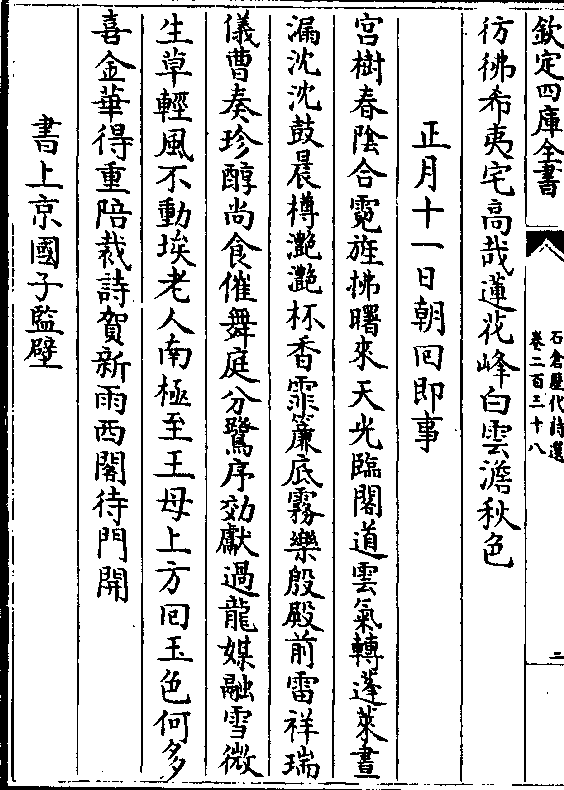 欽定四庫全書
石倉歷代詩選
卷二百三十八
二
彷彿希夷宅高哉蓮花峰白雲澹秋色
正月十一日朝回即事
宮樹春陰合霓旌拂曙來天光臨閣道雲氣轉蓬萊晝
漏沈沈鼓晨樽灔灔杯香霏簾底霧樂殷殿前雷祥瑞
儀曹奏珍醇尚食催舞庭分鷺序効獻過龍媒融雪微
生草輕風不動埃老人南極至王母上方回玉色何多
喜金華得重陪裁詩賀新雨西閣待門開
書上京國子監壁